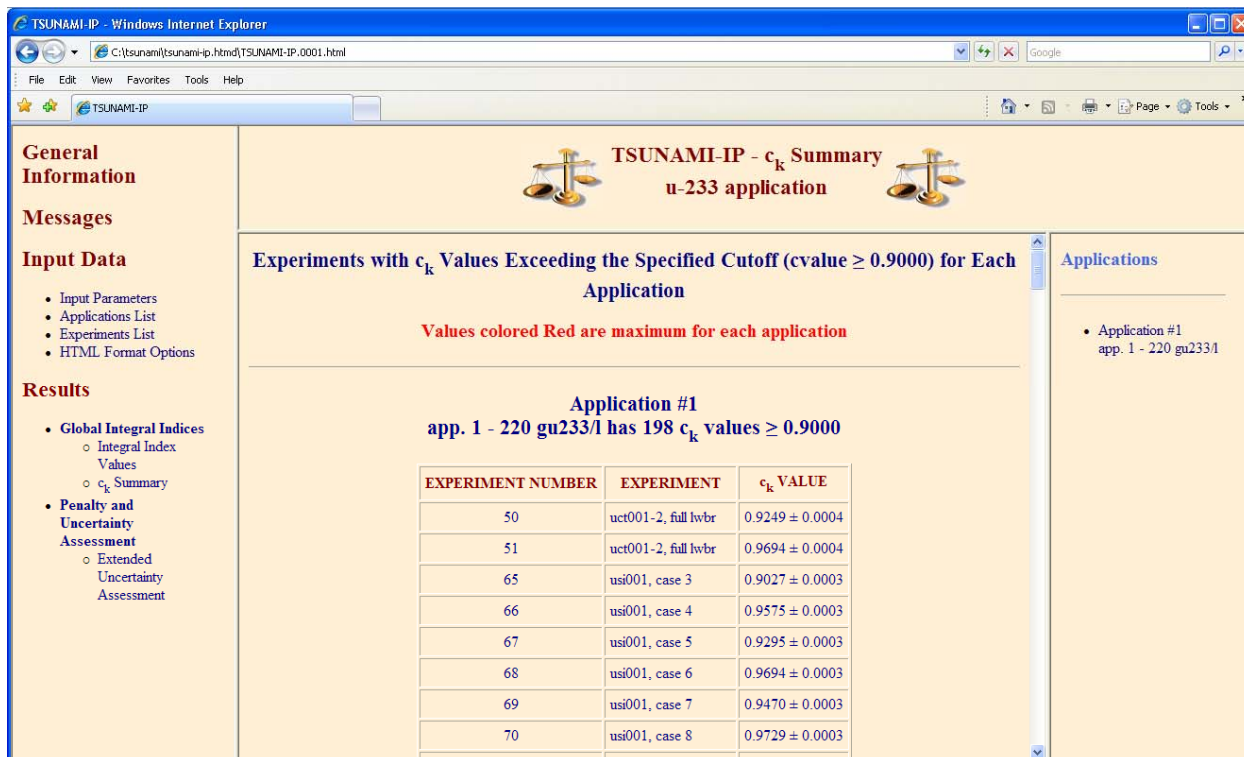 TSUNAMI-IP - Windows Internet Explorer
C:\tsunami\tsunami-ip.htmd\TSUNAMI-IP.0001.html
Google
File Edit View Favorites Tools Help
TSUNAMI-IP
Page
Tools
General
Information
Messages
Input Data
Input Parameters
Applications List
Experiments List
HTML Format Options
Results
Global Integral Indices
Integral Index
Values
ck Summary
Penalty and
Uncertainty
Assessment
Extended
Uncertainty
Assessment
TSUNAMI-IP - ck Summary
u-233 application
Experiments with ck Values Exceeding the Specified Cutoff (cvalue ≥ 0.9000) for Each
Application
Values colored Red are maximum for each application
Application #1
app. 1 - 220 gu233/l has 198 ck values ≥ 0.9000
EXPERIMENT NUMBER EXPERIMENT ck VALUE
50 uct001-2, full lwbr 0.9249 ± 0.0004
51 uct001-2, full lwbr 0.9694 ± 0.0004
65 usi001, case 3 0.9027 ± 0.0003
66 usi001, case 4 0.9575 ± 0.0003
67 usi001, case 5 0.9295 ± 0.0003
68 usi001, case 6 0.9694 ± 0.0003
69 usi001, case 7 0.9470 ± 0.0003
70 usi001, case 8 0.9729 ± 0.0003
Applications
Application #1
app. 1 - 220 gu233/l